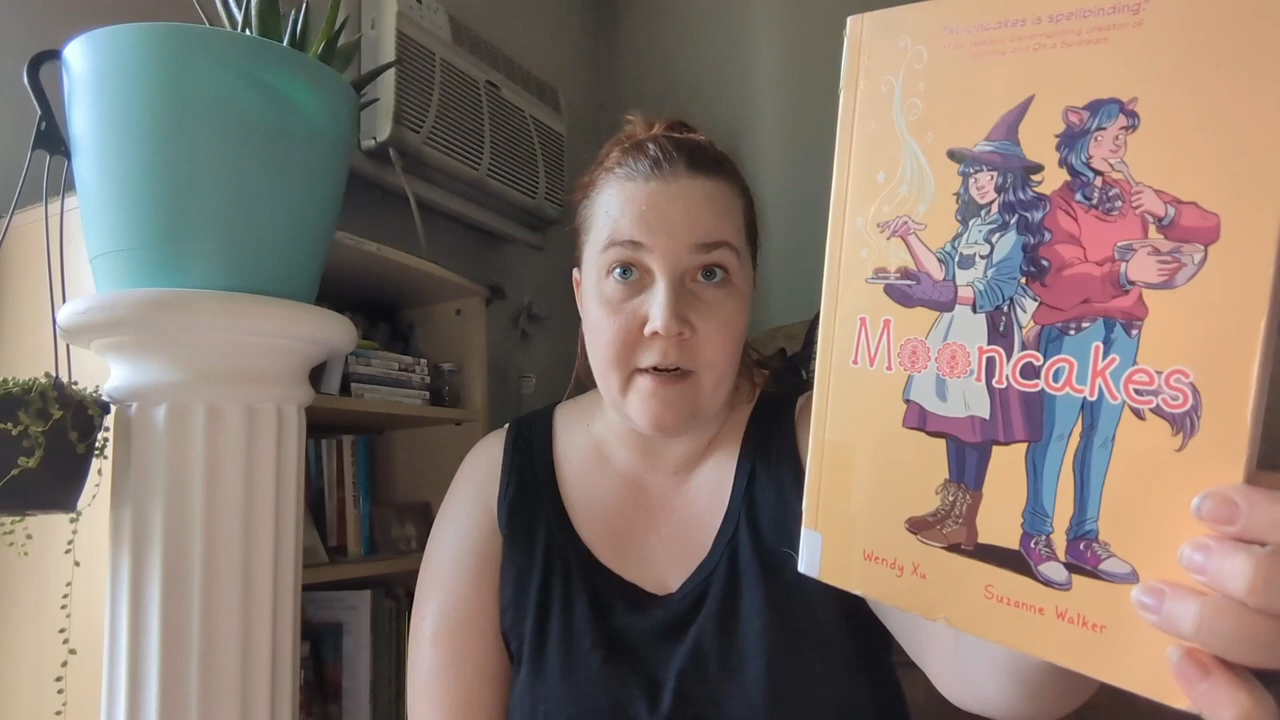 "Mooncakes is spellbinding."
Mooncakes
Wendy Xu
Suzanne Walker